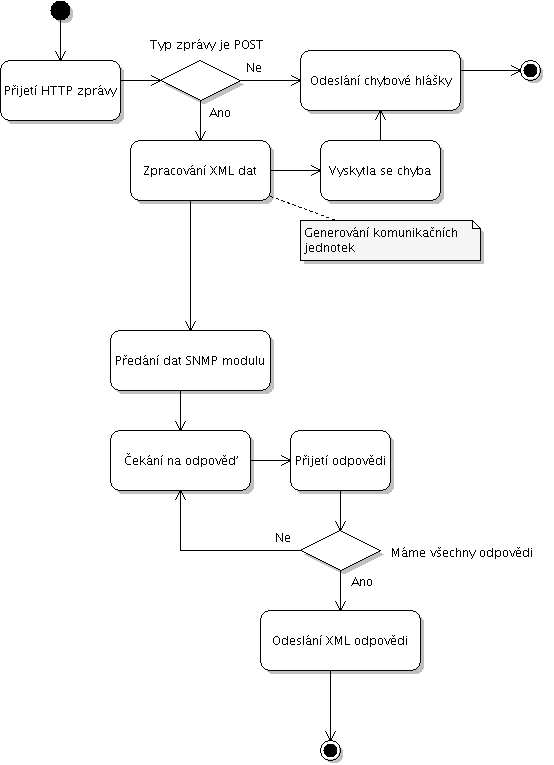 Typ zprávy je POST
Přijetí HTTP zprávy
Ne
Odeslání chybové hlášky
Ano
Zpracování XML dat
Vyskytla se chyba
Generování komunikačních
jednotek
Předání dat SNMP modulu
Čekání na odpověď
Přijetí odpovědi
Ne
Máme všechny odpovědi
Ano
Odeslání XML odpovědi